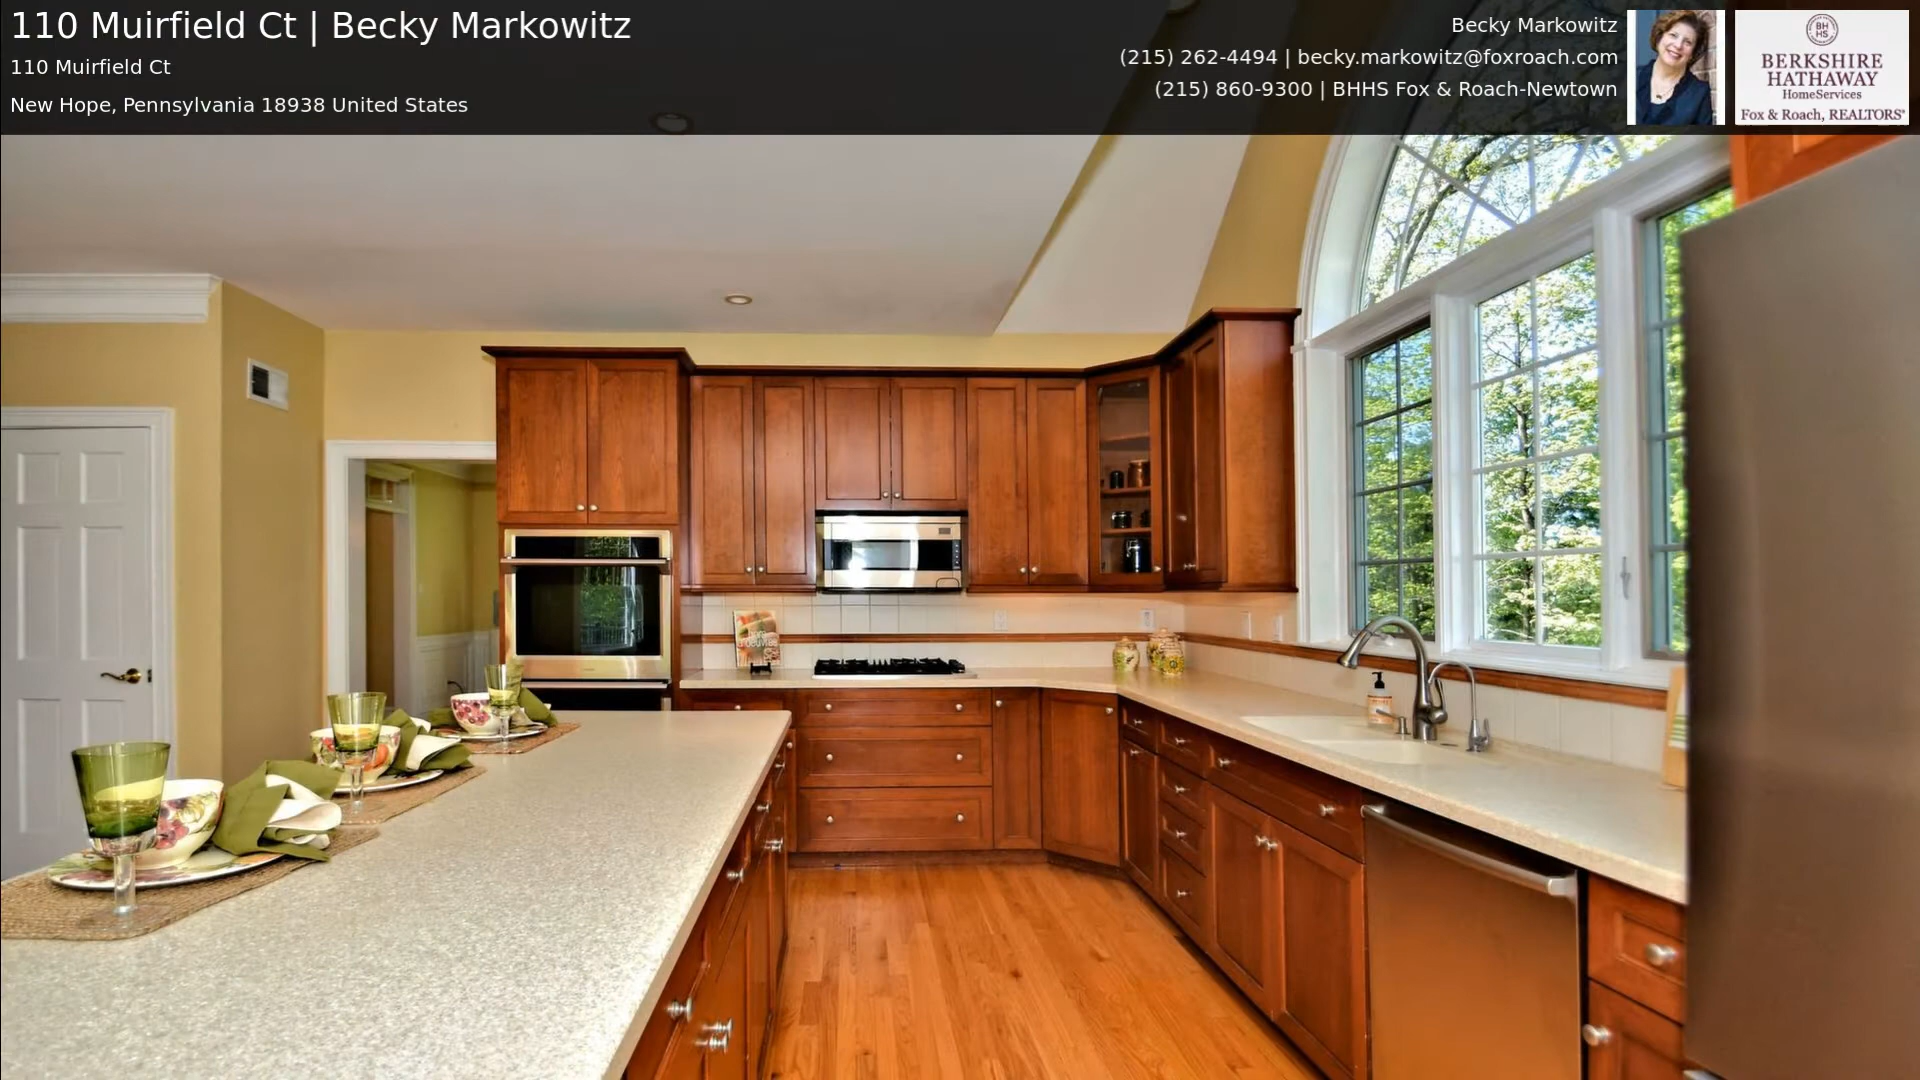 110 Muirfield Ct | Becky Markowitz
110 Muirfield Ct
New Hope, Pennsylvania 18938 United States
Becky Markowitz
(215) 262-4494 | becky.markowitz@foxroach.com
(215) 860-9300 | BHHS Fox & Roach-Newtown
BH
HS
BERKSHIRE
HATHAWAY
HomeServices
Fox & Roach, REALTORS®